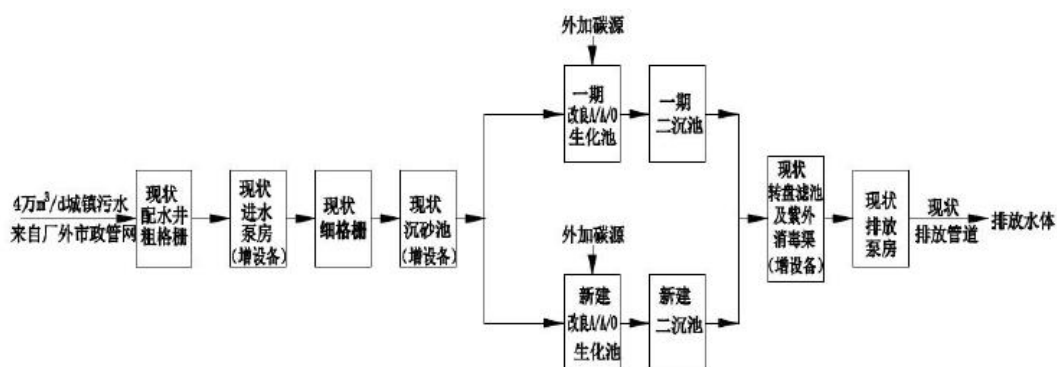 4万m³/d城镇污水
来自厂外市政管网
现状
配水井
粗格栅
现状
进水
泵房
(增设备)
现状
细格栅
现状
沉砂池
(增设备)
外加碳源
一期
改良A/A/O
生化池
一期
二沉池
外加碳源
新建
改良A/A/O
生化池
新建
二沉池
现状
转盘滤池
及紫外
消毒渠
(增设备)
现状
排放
泵房
现状
排放管道
排放水体